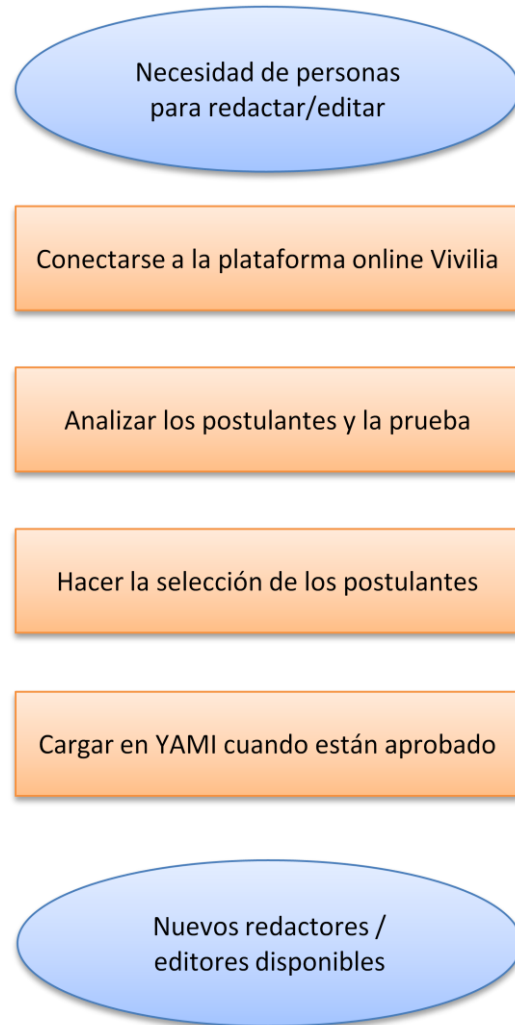 Necesidad de personas
para redactar/editar
Conectarse a la plataforma online Vivilia
Analizar los postulantes y la prueba
Hacer la selección de los postulantes
Cargar en YAMI cuando están aprobado
Nuevos redactores /
editores disponibles